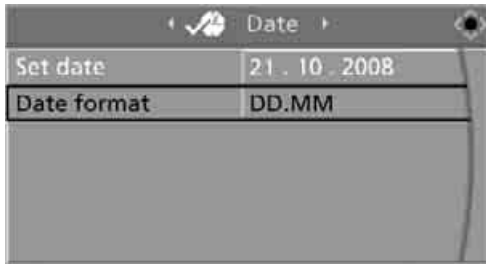 Date
Set date 21 . 10 . 2008
Date format DD.MM